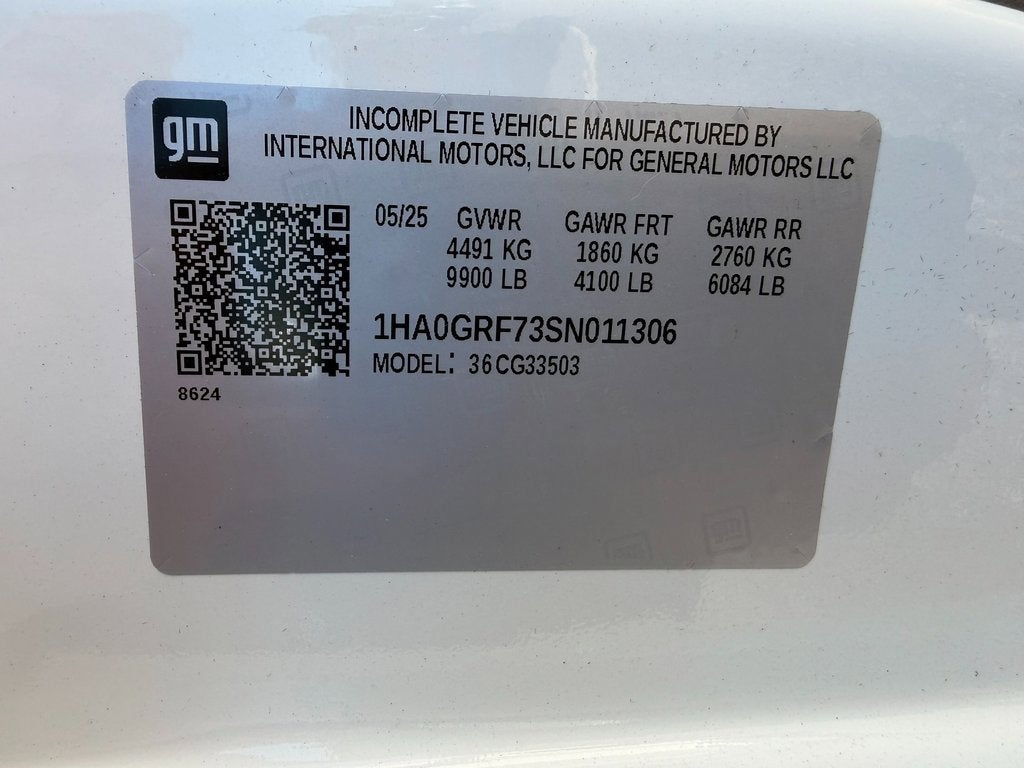 gm
INCOMPLETE VEHICLE MANUFACTURED BY
INTERNATIONAL MOTORS, LLC FOR GENERAL MOTORS LLC
05/25 GVWR GAWR FRT GAWR RR
4491 KG 1860 KG 2760 KG
9900 LB 4100 LB 6084 LB
1HA0GRF73SN011306
MODEL: 36CG33503
8624